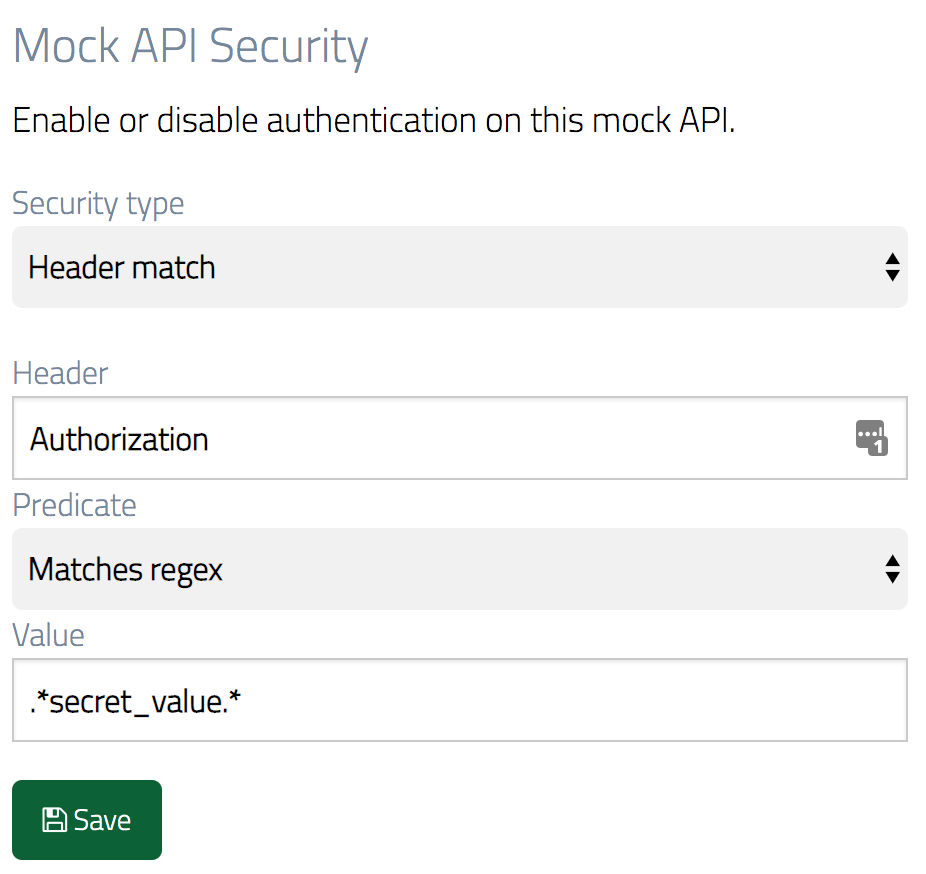 Mock API Security
Enable or disable authentication on this mock API.
Security type
Header match
Header
Authorization
1
Predicate
Matches regex
Value
.*secret_value.*
Save